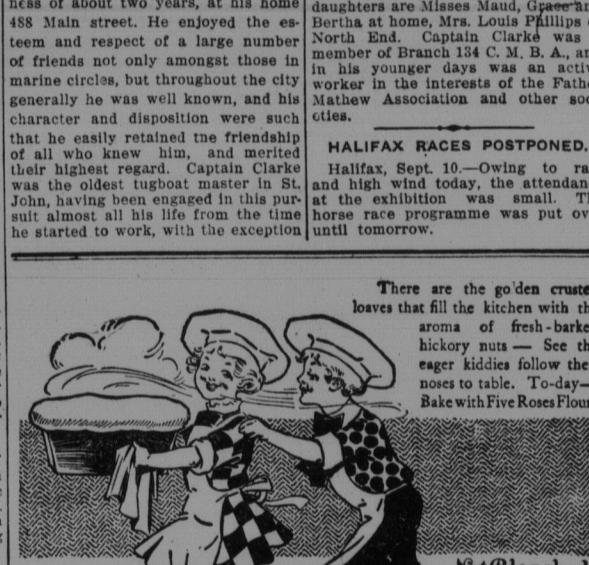 ness of about two years, at his home
488 Main street. He enjoyed the es-
teem and respect of a large number
of friends not only amongst those in
marine circles, but throughout the city
generally he was well known, and his
character and disposition were such
that he easily retained tne friendship
of all who knew him, and merited
their highest regard. Captain Clarke
was the oldest tugboat master in St.
John, having been engaged in this pur-
suit almost all his life from the time
he started to work, with the exception
daughters are Misses Maud, Grace an
Bertha at home, Mrs. Louis Phillips
North End. Captain Clarke was
member of Branch 134 C. M. B. A., an
in his younger days was an activ
worker in the interests of the Fath
Mathew Association and other soc
ties.
HALIFAX RACES POSTPONED.
Halifax, Sept. 10.—Owing to ra
and high wind today, the attendan
at the exhibition was small. T
horse race programme was put ov
until tomorrow.
There are the go'den cruste
loaves that fill the kitchen with th
aroma of fresh-barke
hickory nuts — See th
eager kiddies follow the
noses to table. To-day—
Bake with Five Roses Flour